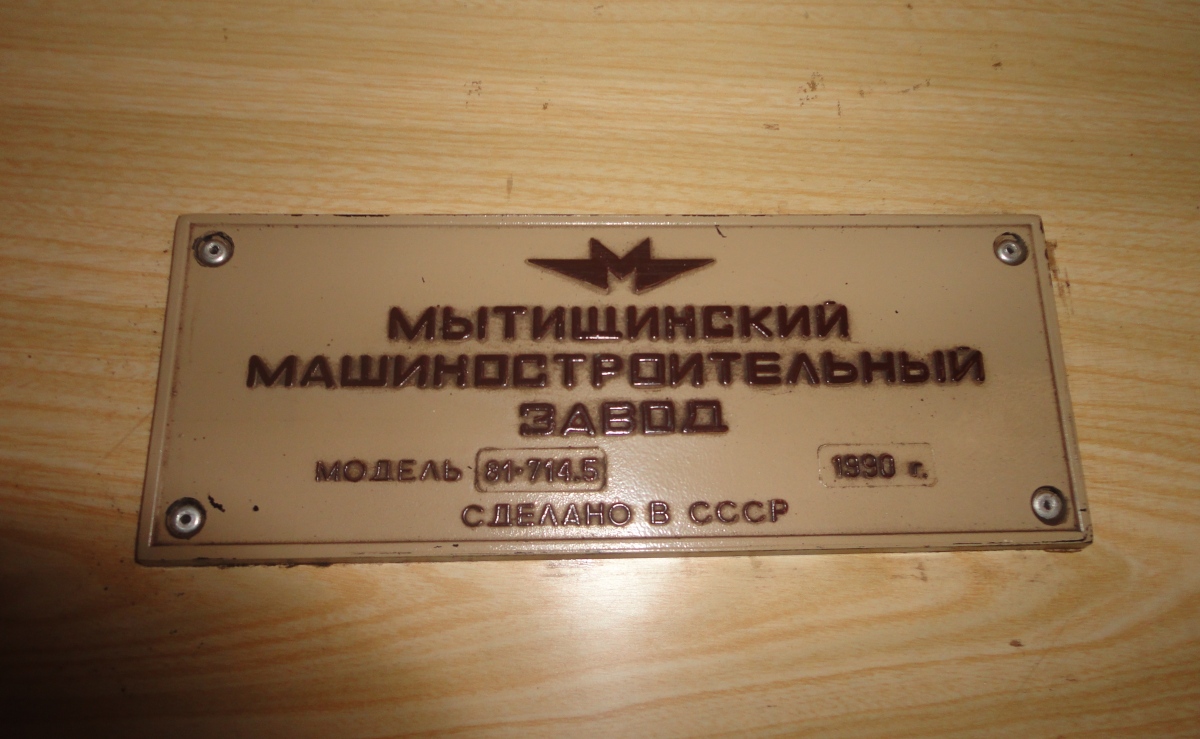 МЫТИЩИНСКИЙ
МАШИНОСТРОИТЕЛЬНЫЙ
ЗАВОД
МОДЕЛЬ 81-714.5 1990 г.
СДЕЛАНО В СССР